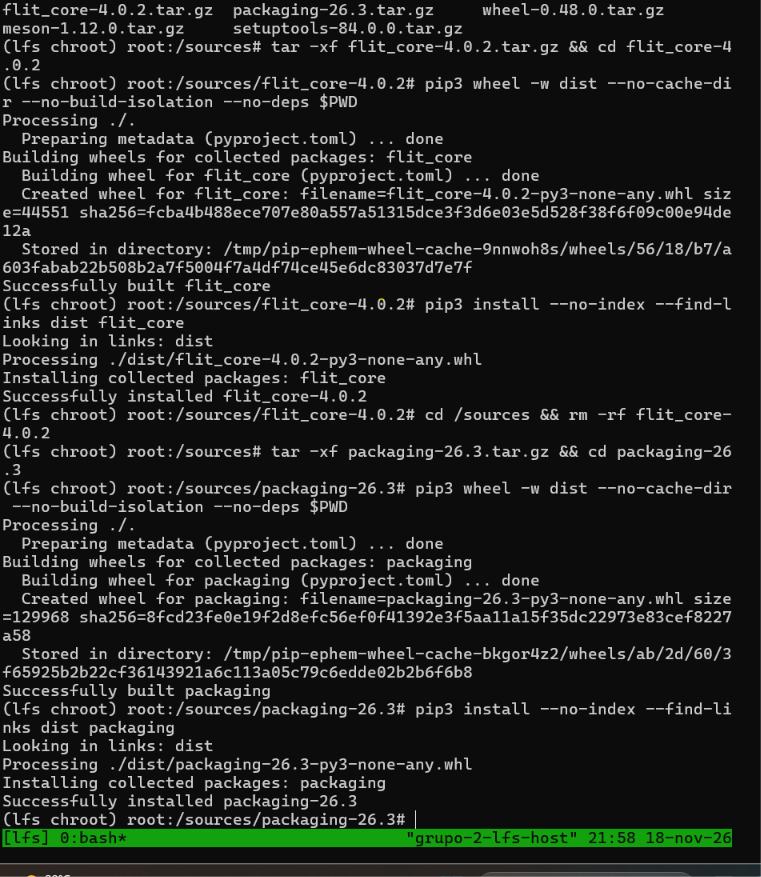 flit_core-4.0.2.tar.gz  packaging-26.3.tar.gz     wheel-0.48.0.tar.gz
meson-1.12.0.tar.gz     setuptools-84.0.0.tar.gz
(lfs chroot) root:/sources# tar -xf flit_core-4.0.2.tar.gz && cd flit_core-4
.0.2
(lfs chroot) root:/sources/flit_core-4.0.2# pip3 wheel -w dist --no-cache-di
r --no-build-isolation --no-deps $PWD
Processing ./.
  Preparing metadata (pyproject.toml) ... done
Building wheels for collected packages: flit_core
  Building wheel for flit_core (pyproject.toml) ... done
  Created wheel for flit_core: filename=flit_core-4.0.2-py3-none-any.whl siz
e=44551 sha256=fcba4b488ece707e80a557a51315dce3f3d6e03e5d528f38f6f09c00e94de
12a
  Stored in directory: /tmp/pip-ephem-wheel-cache-9nnwoh8s/wheels/56/18/b7/a
603fabab22b508b2a7f5004f7a4df74ce45e6dc83037d7e7f
Successfully built flit_core
(lfs chroot) root:/sources/flit_core-4.0.2# pip3 install --no-index --find-l
inks dist flit_core
Looking in links: dist
Processing ./dist/flit_core-4.0.2-py3-none-any.whl
Installing collected packages: flit_core
Successfully installed flit_core-4.0.2
(lfs chroot) root:/sources/flit_core-4.0.2# cd /sources && rm -rf flit_core-
4.0.2
(lfs chroot) root:/sources# tar -xf packaging-26.3.tar.gz && cd packaging-26
.3
(lfs chroot) root:/sources/packaging-26.3# pip3 wheel -w dist --no-cache-dir
 --no-build-isolation --no-deps $PWD
Processing ./.
  Preparing metadata (pyproject.toml) ... done
Building wheels for collected packages: packaging
  Building wheel for packaging (pyproject.toml) ... done
  Created wheel for packaging: filename=packaging-26.3-py3-none-any.whl size
=129968 sha256=8fcd23fe0e19f2d8efc56ef0f41392e3f5aa11a15f35dc22973e83cef8227
a58
  Stored in directory: /tmp/pip-ephem-wheel-cache-bkgor4z2/wheels/ab/2d/60/3
f65925b2b22cf36143921a6c113a05c79c6edde02b2b6f6b8
Successfully built packaging
(lfs chroot) root:/sources/packaging-26.3# pip3 install --no-index --find-li
nks dist packaging
Looking in links: dist
Processing ./dist/packaging-26.3-py3-none-any.whl
Installing collected packages: packaging
Successfully installed packaging-26.3
(lfs chroot) root:/sources/packaging-26.3#
[lfs] 0:bash*                              "grupo-2-lfs-host" 21:58 18-nov-26